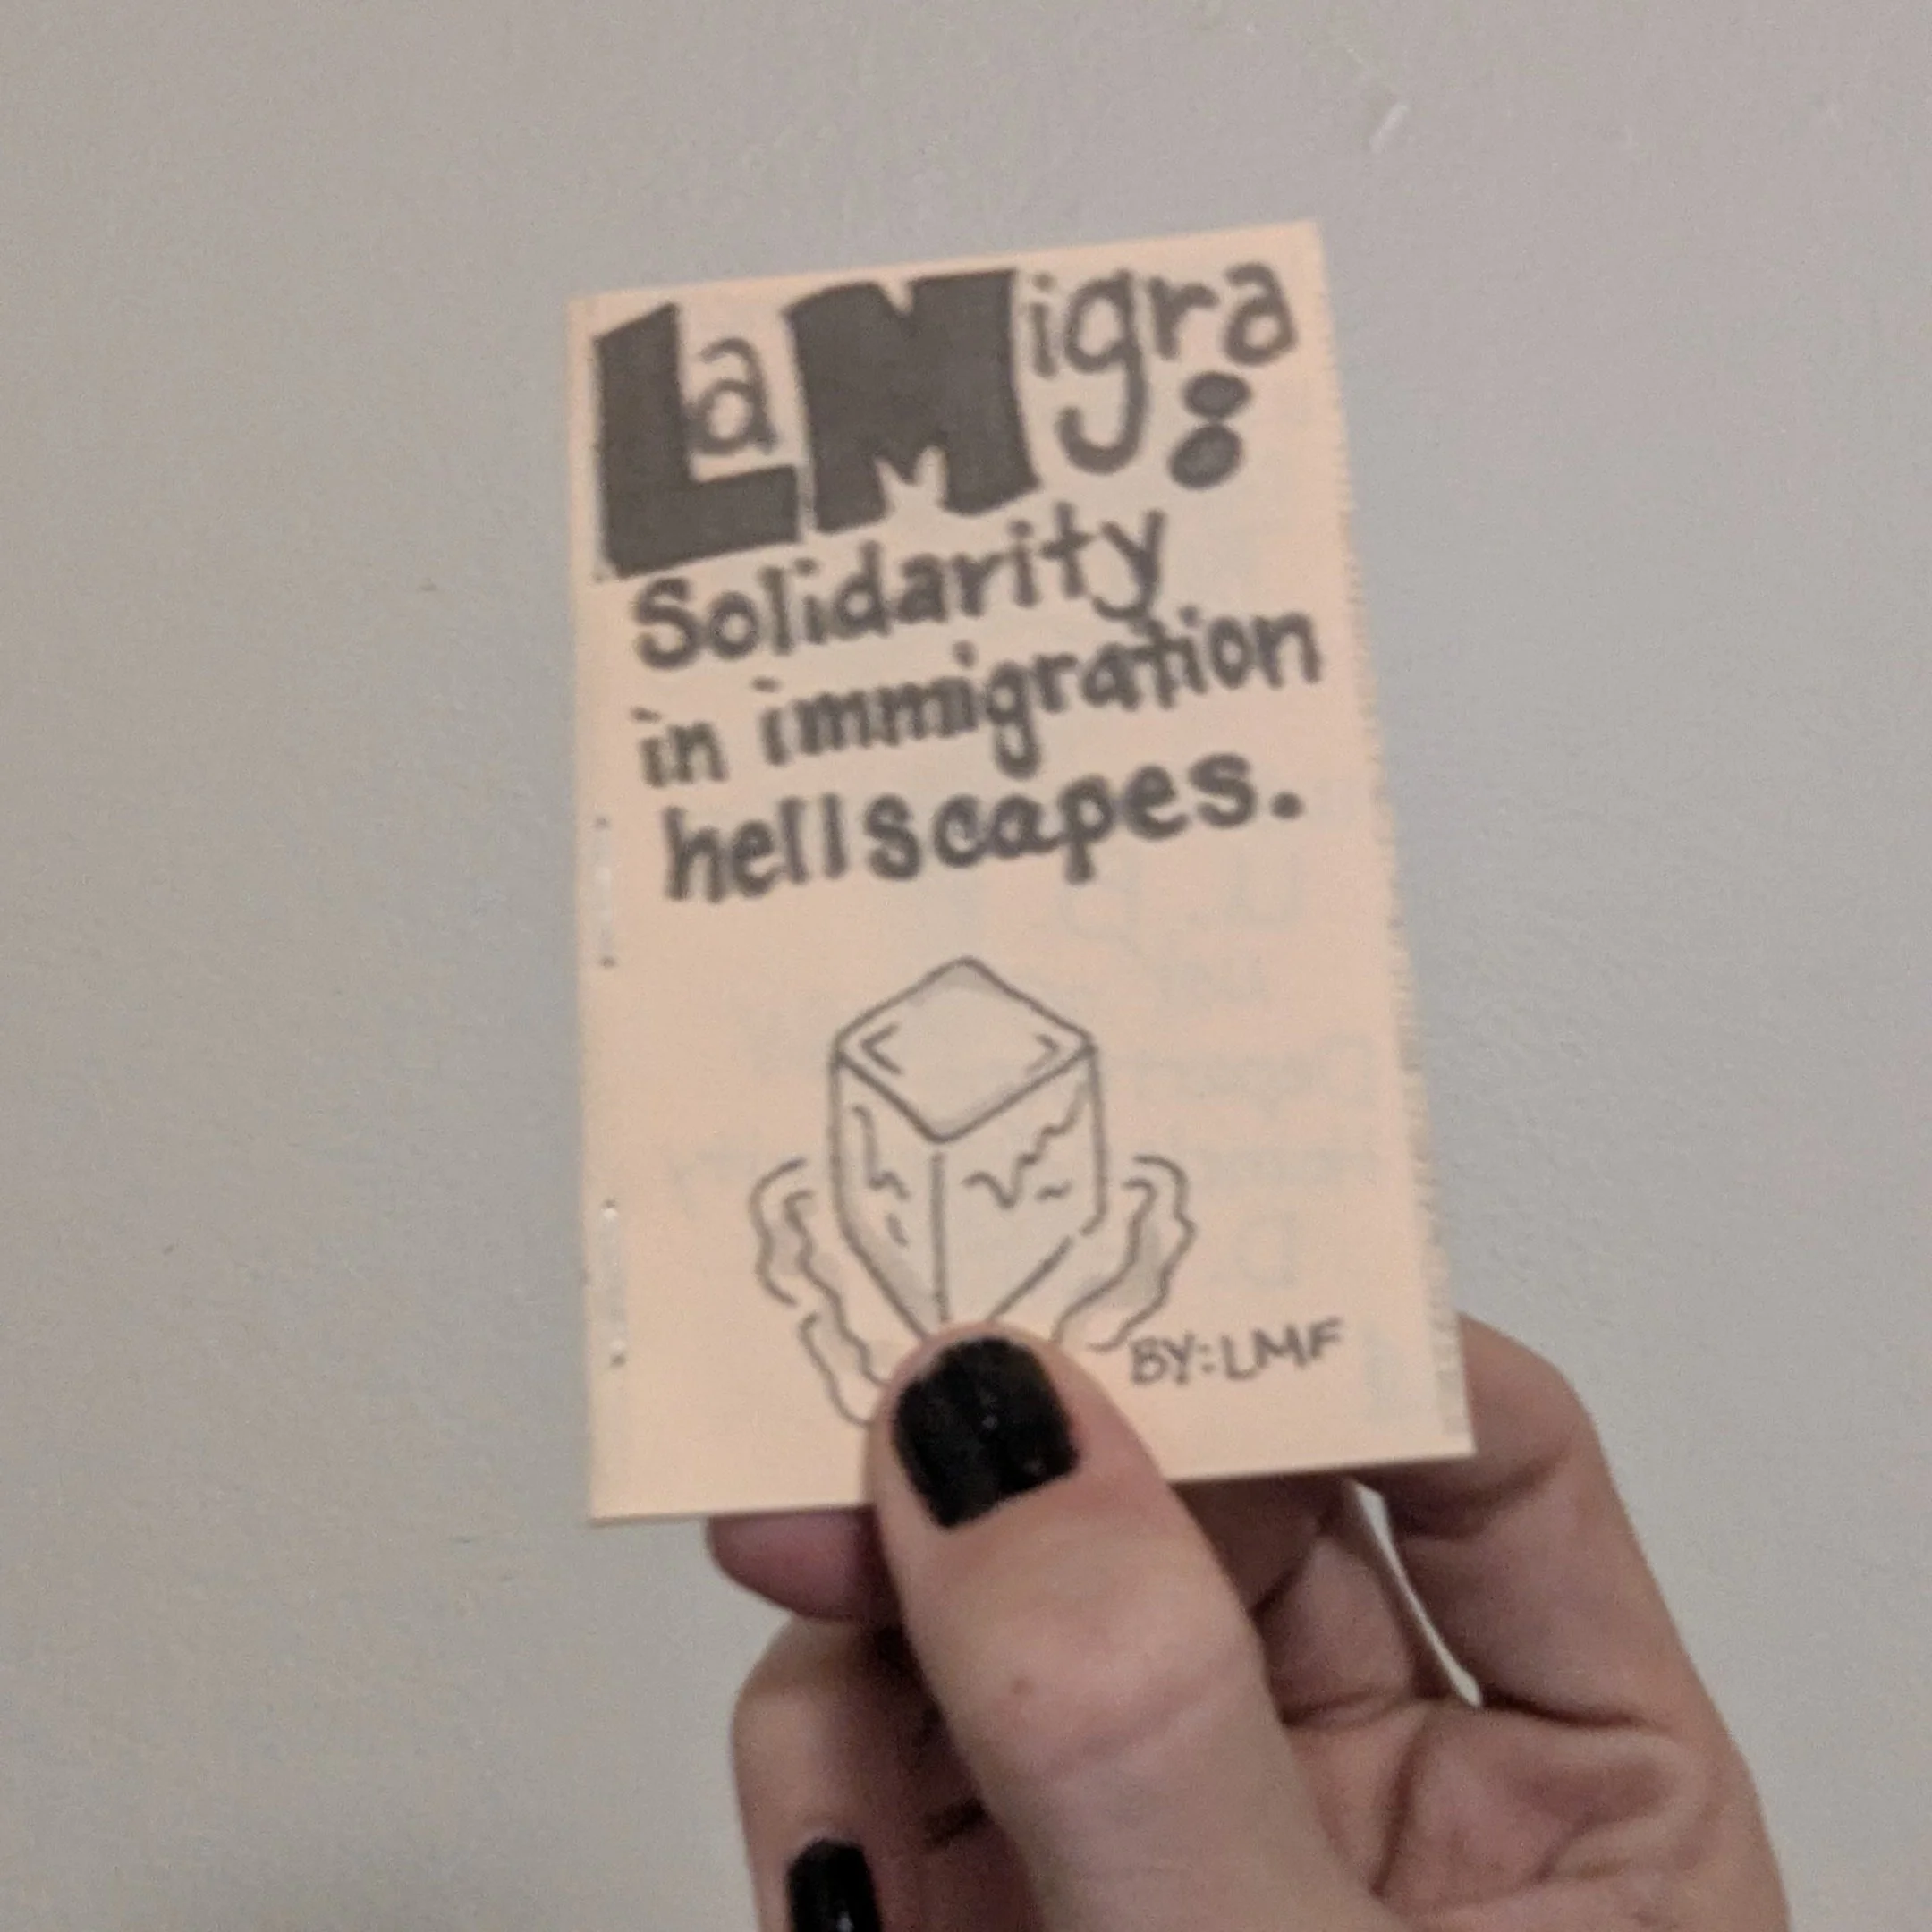 La Migra:
Solidarity
in immigration
hellscapes.
BY: LMF